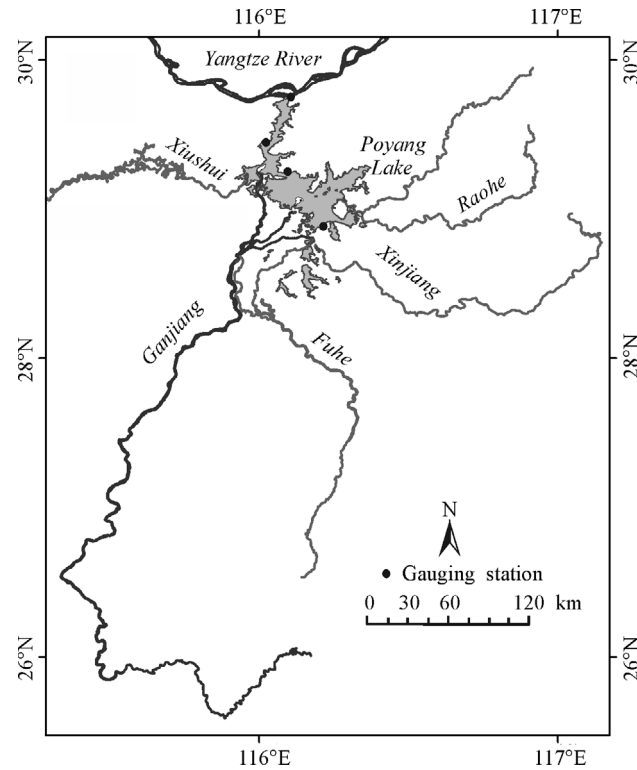 116°E 117°E
30°N 30°N
Yangtze River
Xiushui
Poyang
Lake
Raohe
Xinjiang
Ganjiang
Fuhe
28°N 28°N
N
Gauging station
0 30 60 120 km
26°N 26°N
116°E 117°E